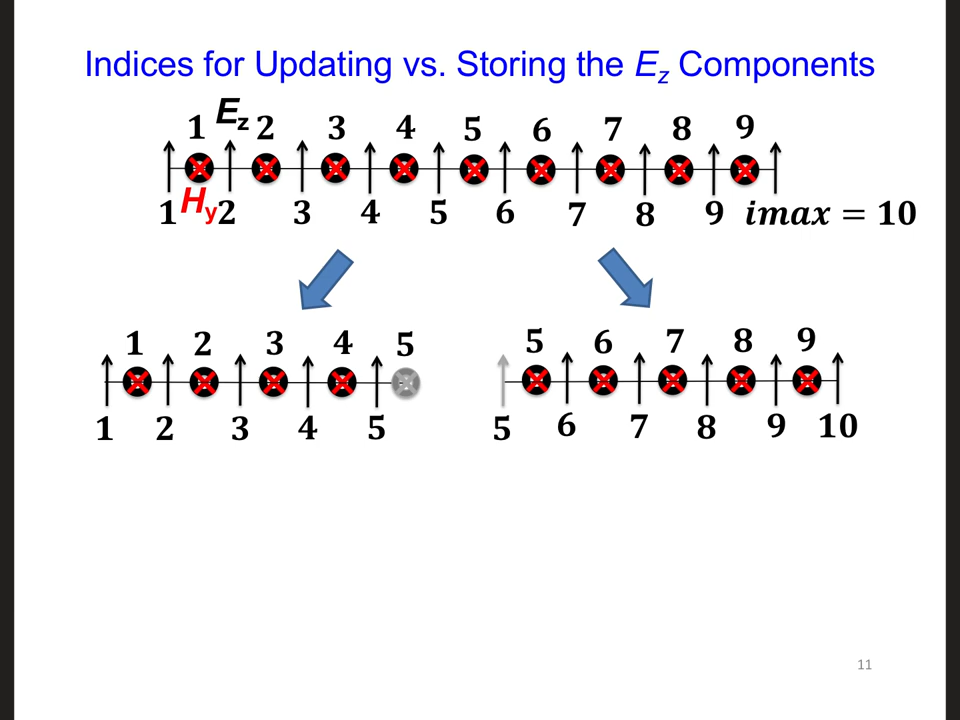 Indices for Updating vs. Storing the Ez Components
1 Ez 2 3 4 5 6 7 8 9
1 Hy 2 3 4 5 6 7 8 9 imax = 10
1 2 3 4 5 5 6 7 8 9
1 2 3 4 5 5 6 7 8 9 10
11